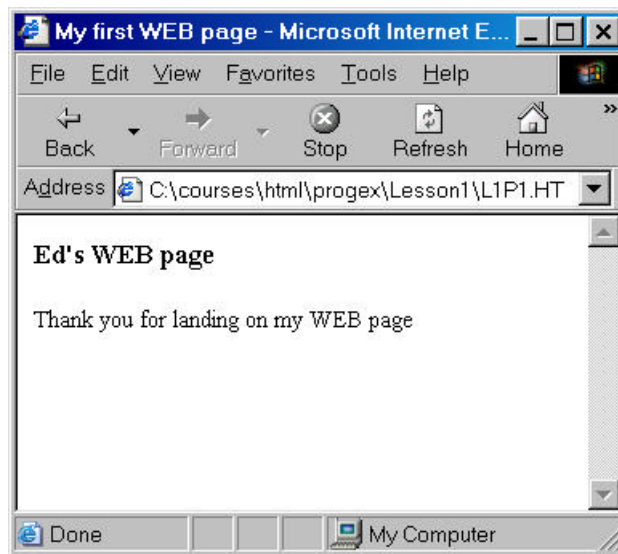 My first WEB page - Microsoft Internet E...
File Edit View Favorites Tools Help
Back Forward Stop Refresh Home »
Address C:\courses\html\progex\Lesson1\L1P1.HT
Ed's WEB page
Thank you for landing on my WEB page
Done My Computer